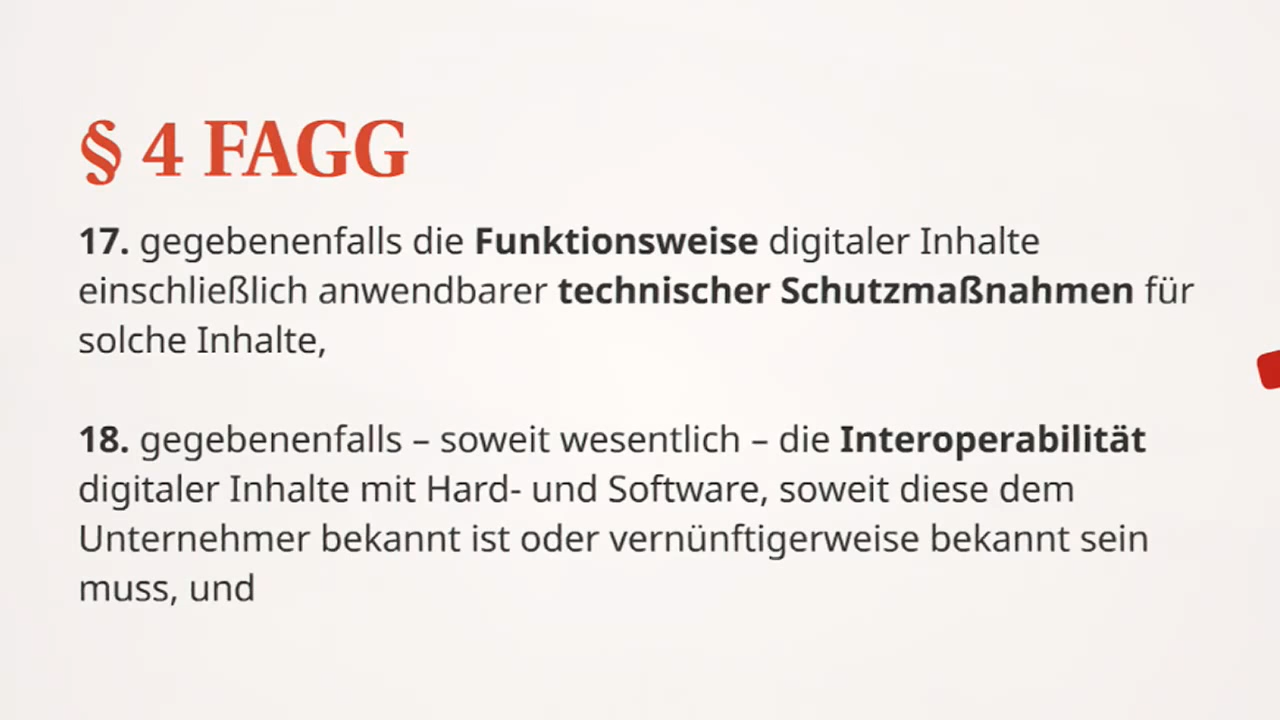 § 4 FAGG
17. gegebenenfalls die Funktionsweise digitaler Inhalte
einschließlich anwendbarer technischer Schutzmaßnahmen für
solche Inhalte,
18. gegebenenfalls – soweit wesentlich – die Interoperabilität
digitaler Inhalte mit Hard- und Software, soweit diese dem
Unternehmer bekannt ist oder vernünftigerweise bekannt sein
muss, und